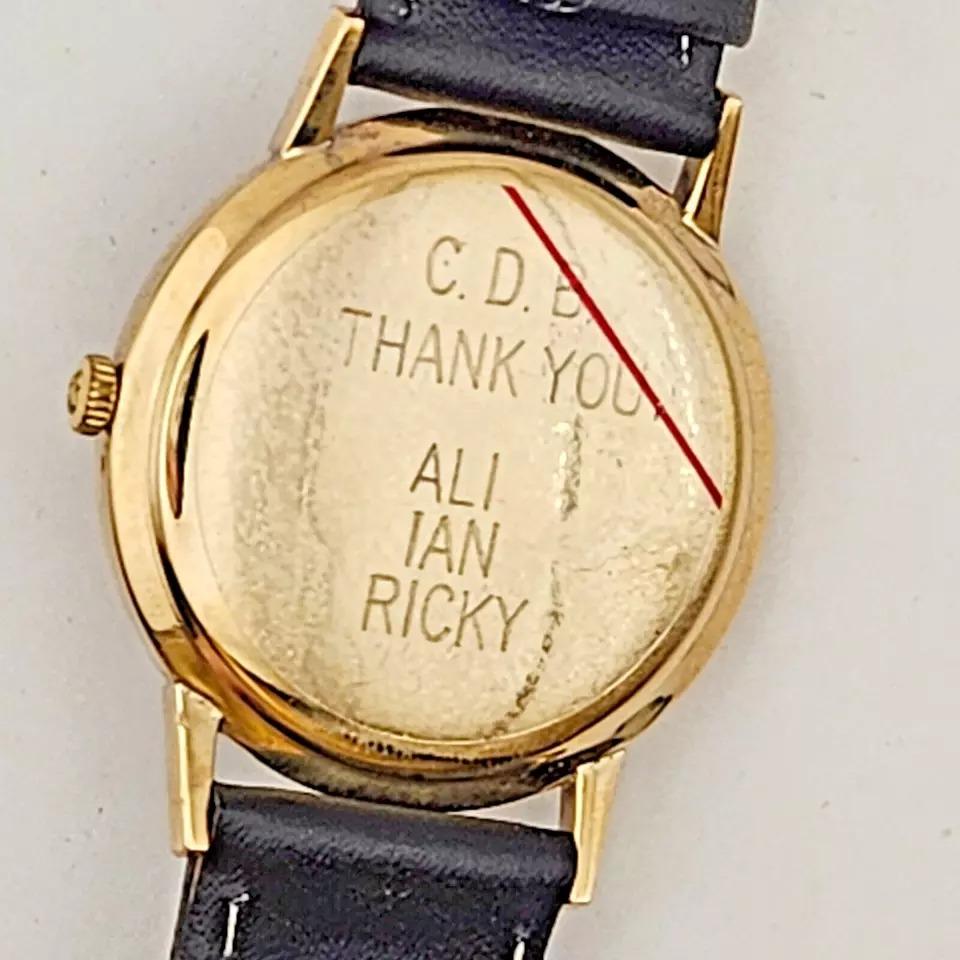 C. D. B.
THANK YOU,
ALI
IAN
RICKY